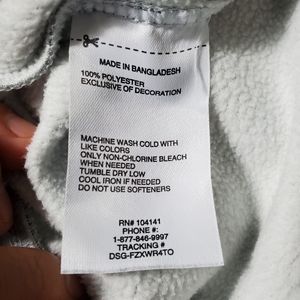 MADE IN BANGLADESH
100% POLYESTER
EXCLUSIVE OF DECORATION
MACHINE WASH COLD WITH
LIKE COLORS
ONLY NON-CHLORINE BLEACH
WHEN NEEDED
TUMBLE DRY LOW
COOL IRON IF NEEDED
DO NOT USE SOFTENERS
RN# 104141
PHONE #:
1-877-846-9997
TRACKING #
DSG-FZXWR4TO